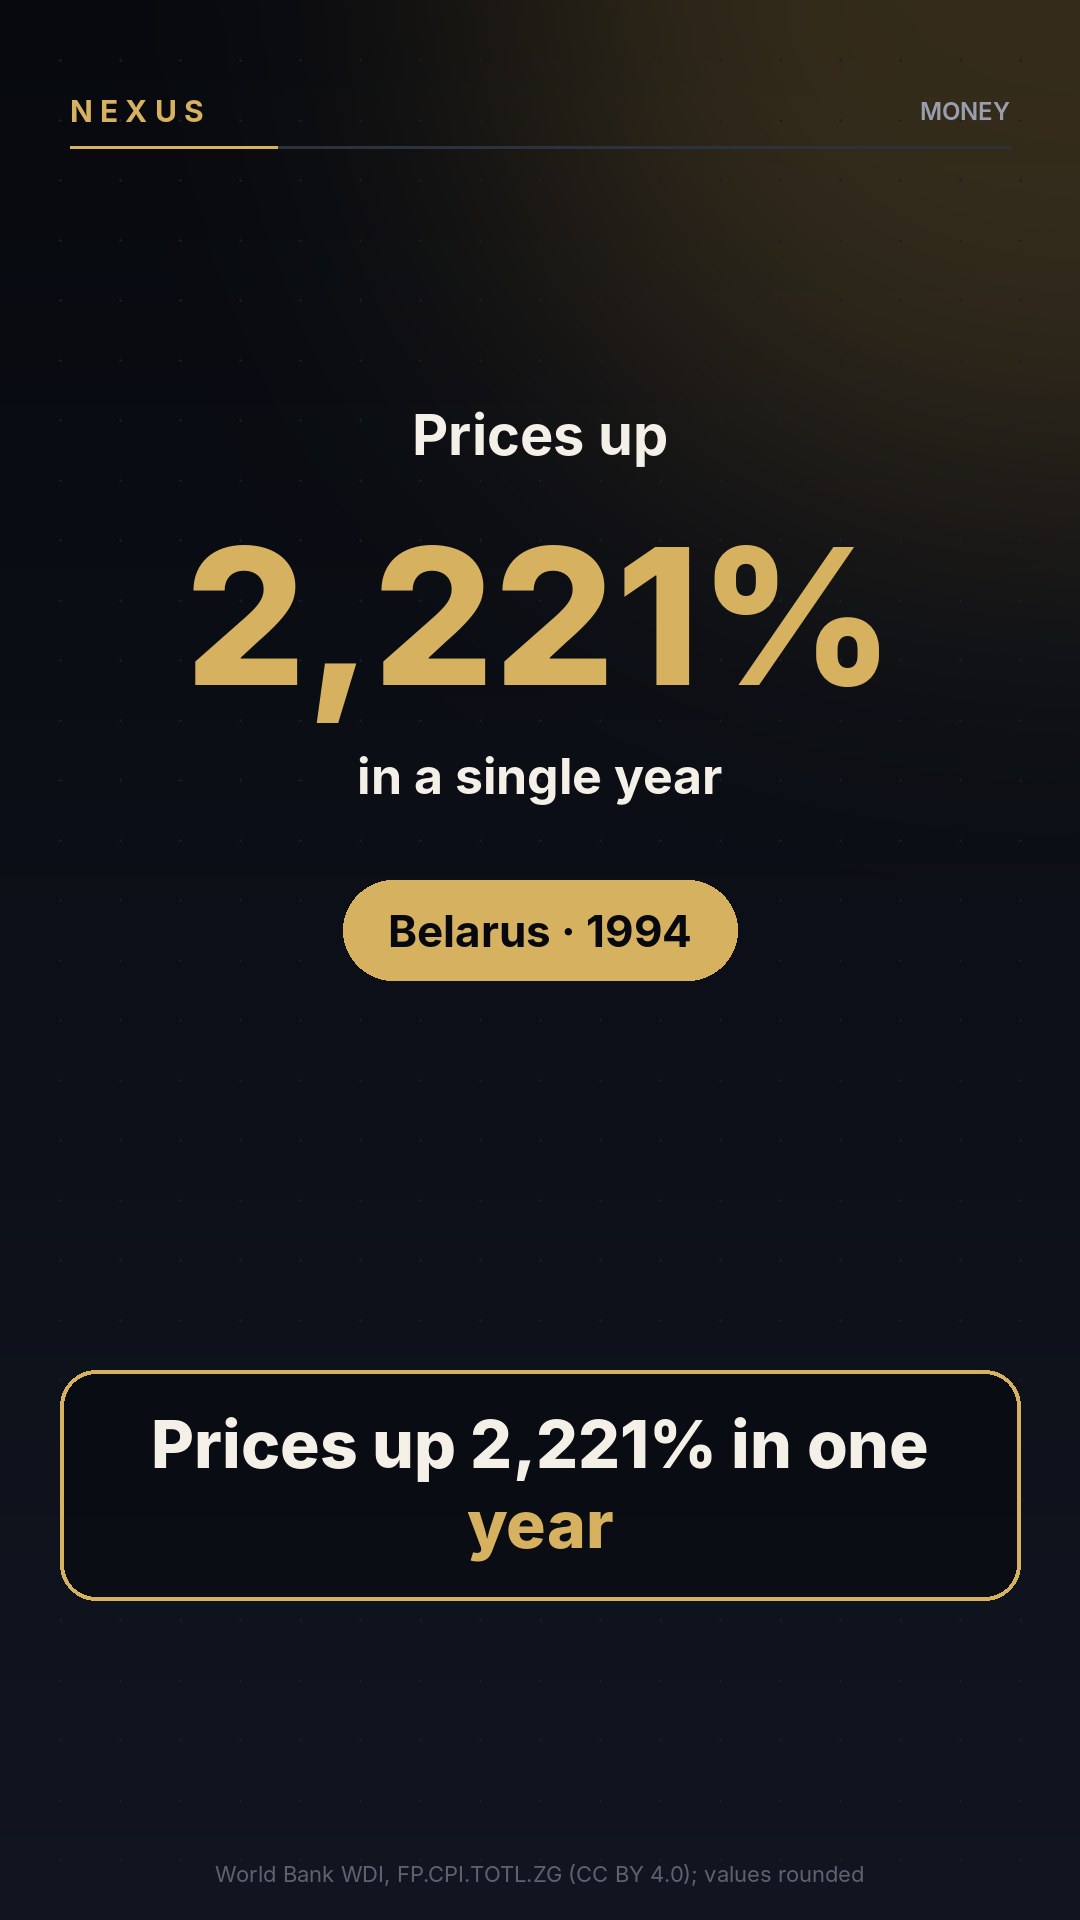 NEXUS
MONEY
Prices up
2,221%
in a single year
Belarus · 1994
Prices up 2,221% in one
year
World Bank WDI, FP.CPI.TOTL.ZG (CC BY 4.0); values rounded